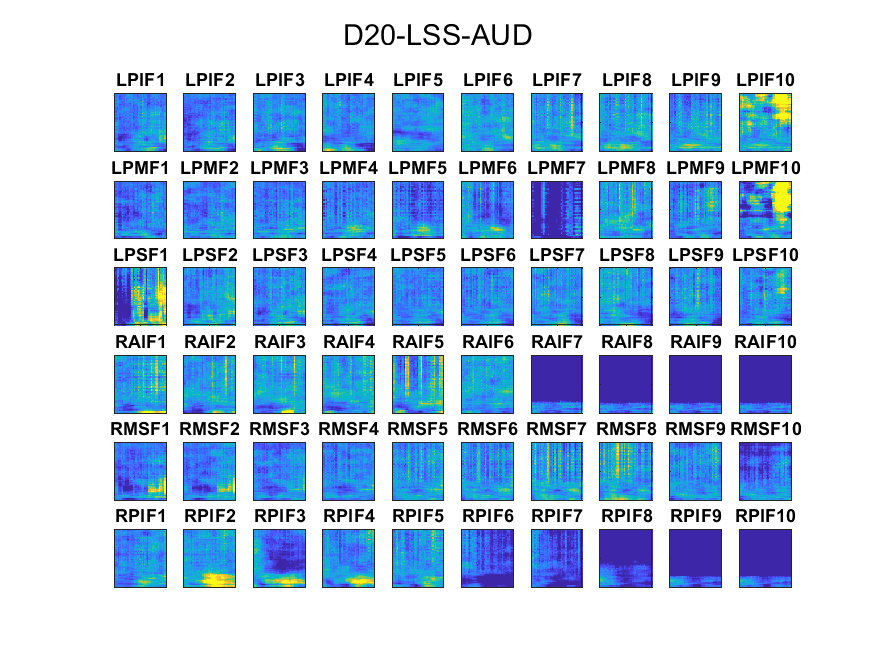 D20-LSS-AUD
LPIF1 LPIF2 LPIF3 LPIF4 LPIF5 LPIF6 LPIF7 LPIF8 LPIF9 LPIF10
LPMF1 LPMF2 LPMF3 LPMF4 LPMF5 LPMF6 LPMF7 LPMF8 LPMF9 LPMF10
LPSF1 LPSF2 LPSF3 LPSF4 LPSF5 LPSF6 LPSF7 LPSF8 LPSF9 LPSF10
RAIF1 RAIF2 RAIF3 RAIF4 RAIF5 RAIF6 RAIF7 RAIF8 RAIF9 RAIF10
RMSF1 RMSF2 RMSF3 RMSF4 RMSF5 RMSF6 RMSF7 RMSF8 RMSF9 RMSF10
RPIF1 RPIF2 RPIF3 RPIF4 RPIF5 RPIF6 RPIF7 RPIF8 RPIF9 RPIF10